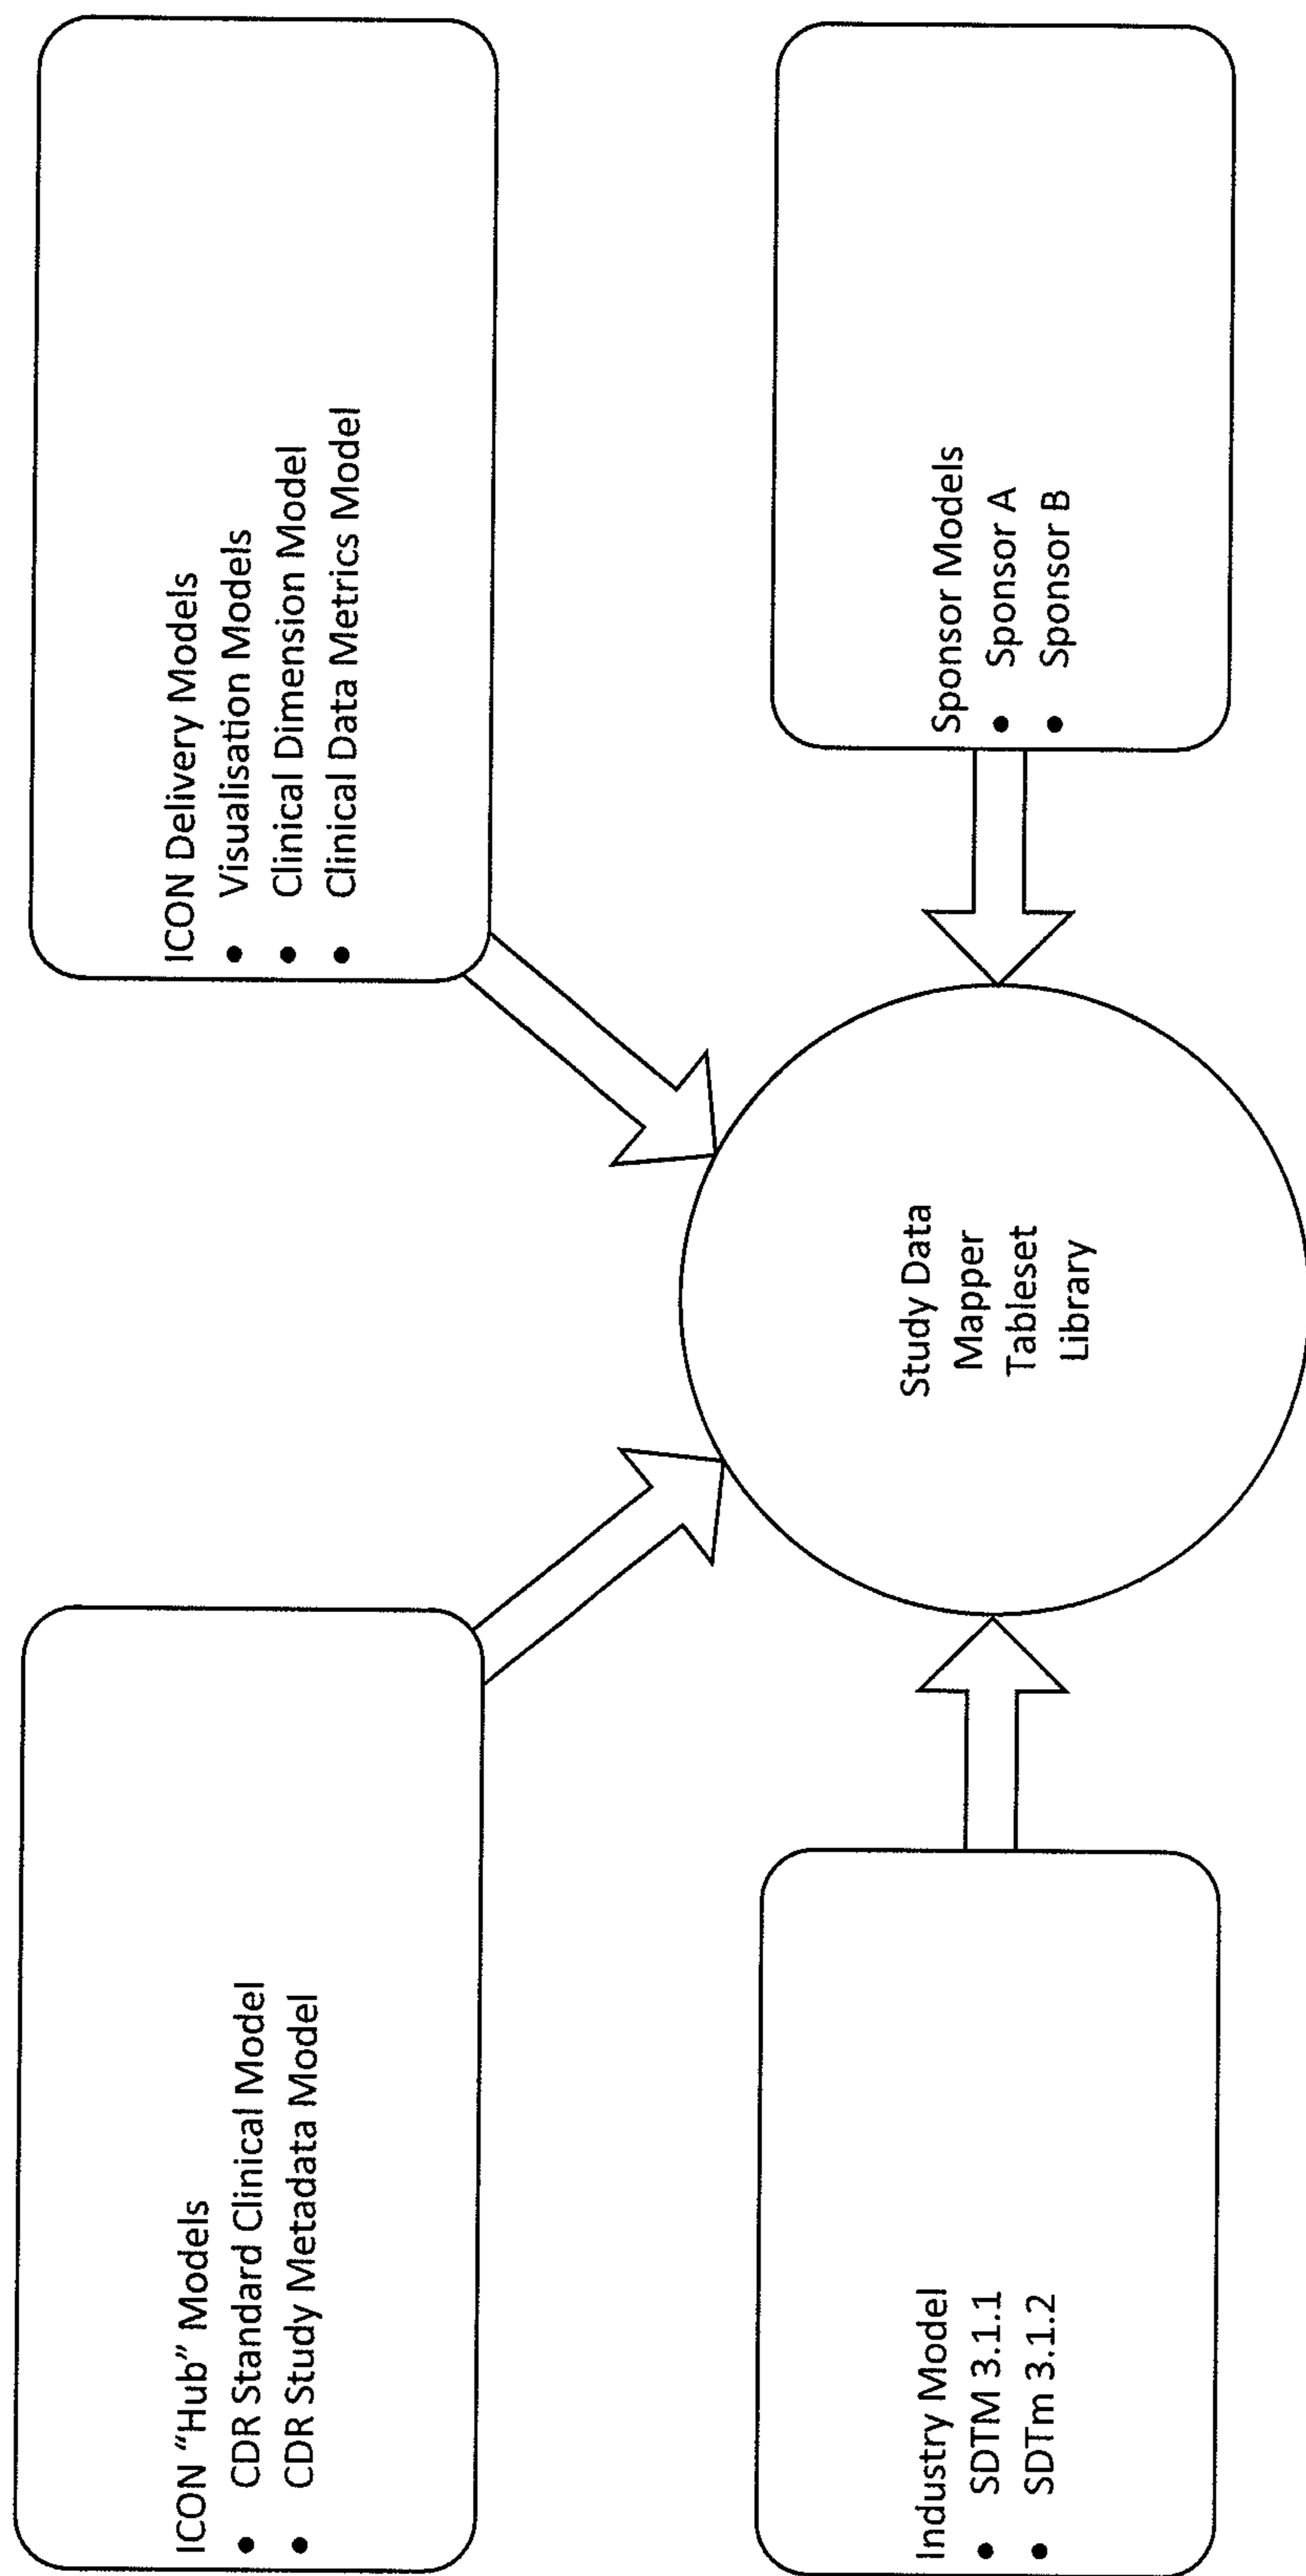 ICON “Hub” Models
• CDR Standard Clinical Model
• CDR Study Metadata Model
ICON Delivery Models
• Visualisation Models
• Clinical Dimension Model
• Clinical Data Metrics Model
Industry Model
• SDTM 3.1.1
• SDTm 3.1.2
Study Data
Mapper
Tableset
Library
Sponsor Models
• Sponsor A
• Sponsor B